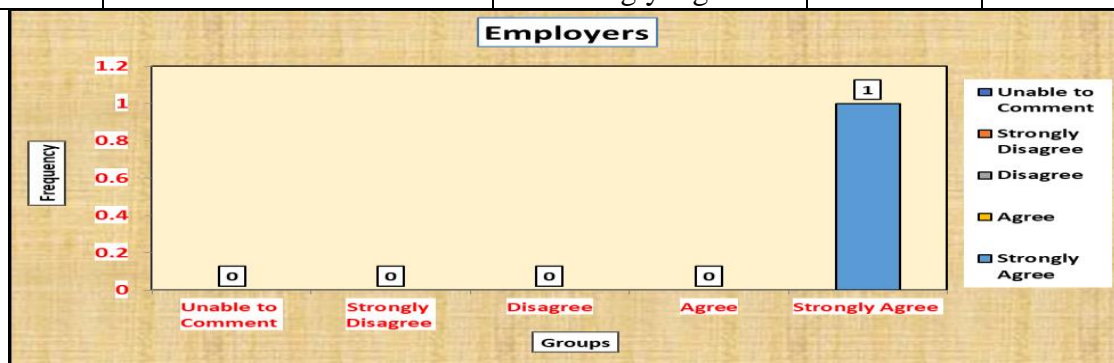 Employers
1.2
1
0.8
0.6
0.4
0.2
0
Frequency
0
0
0
0
1
Unable to
Comment
Strongly
Disagree
Disagree
Agree
Strongly Agree
Groups
Unable to
Comment
Strongly
Disagree
Disagree
Agree
Strongly
Agree